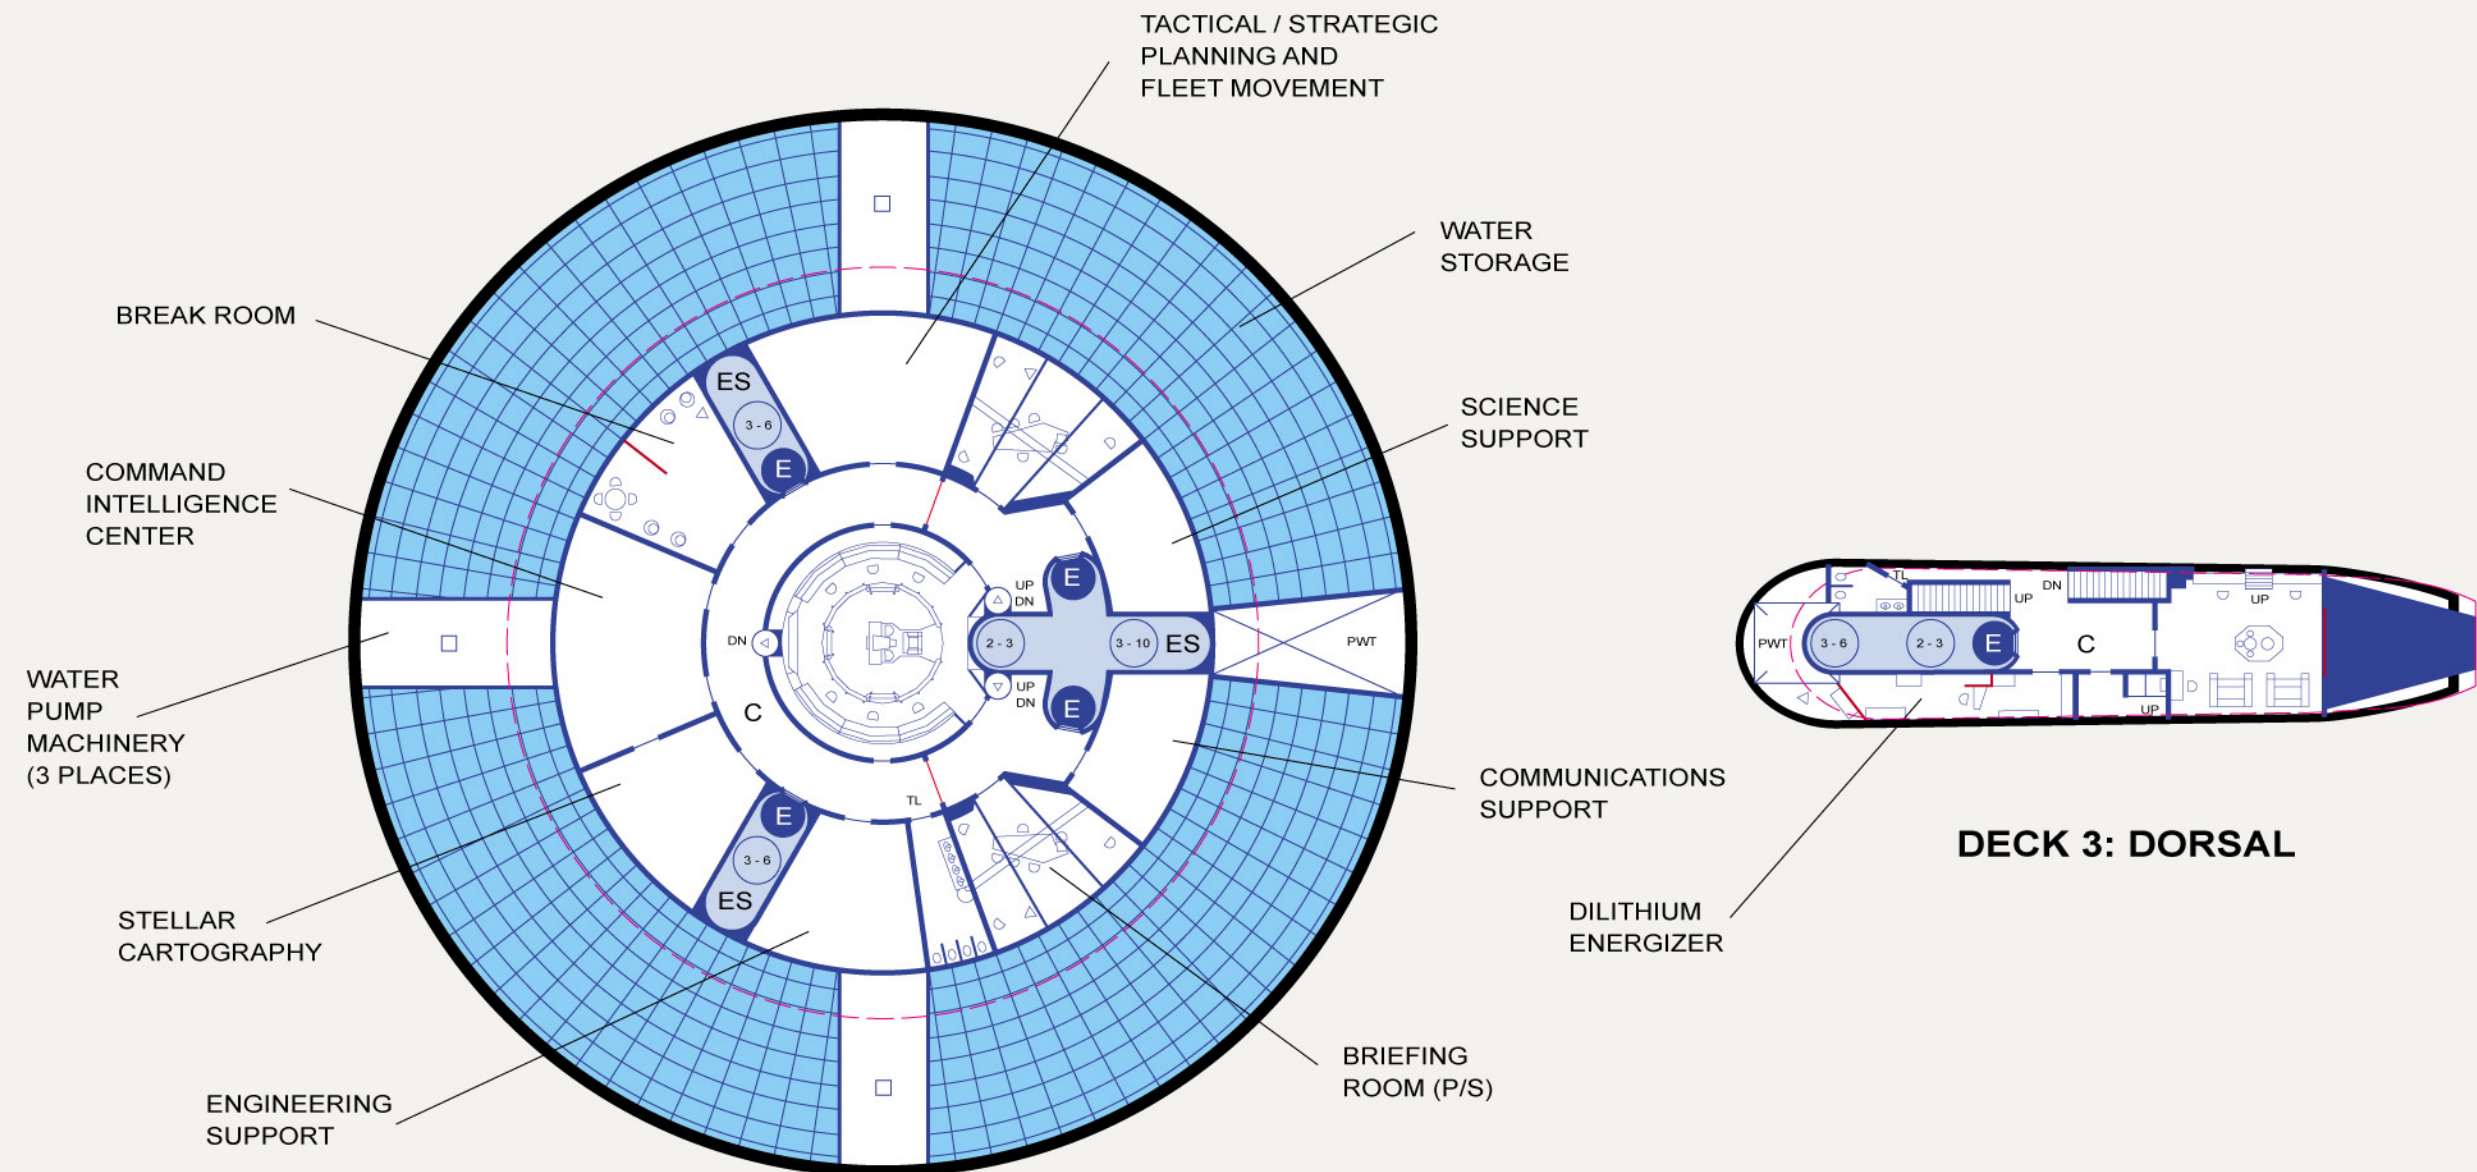 TACTICAL / STRATEGIC
PLANNING AND
FLEET MOVEMENT
WATER
STORAGE
BREAK ROOM
ES
3 - 6
E
SCIENCE
SUPPORT
COMMAND
INTELLIGENCE
CENTER
E
UP
DN
DN
2 - 3
3 - 10
ES
PWT
UP
DN
E
C
TL
WATER
PUMP
MACHINERY
(3 PLACES)
E
3 - 6
ES
COMMUNICATIONS
SUPPORT
STELLAR
CARTOGRAPHY
ENGINEERING
SUPPORT
BRIEFING
ROOM (P/S)
TL
UP
DN
UP
PWT
3 - 6
2 - 3
E
C
UP
DECK 3: DORSAL
DILITHIUM
ENERGIZER